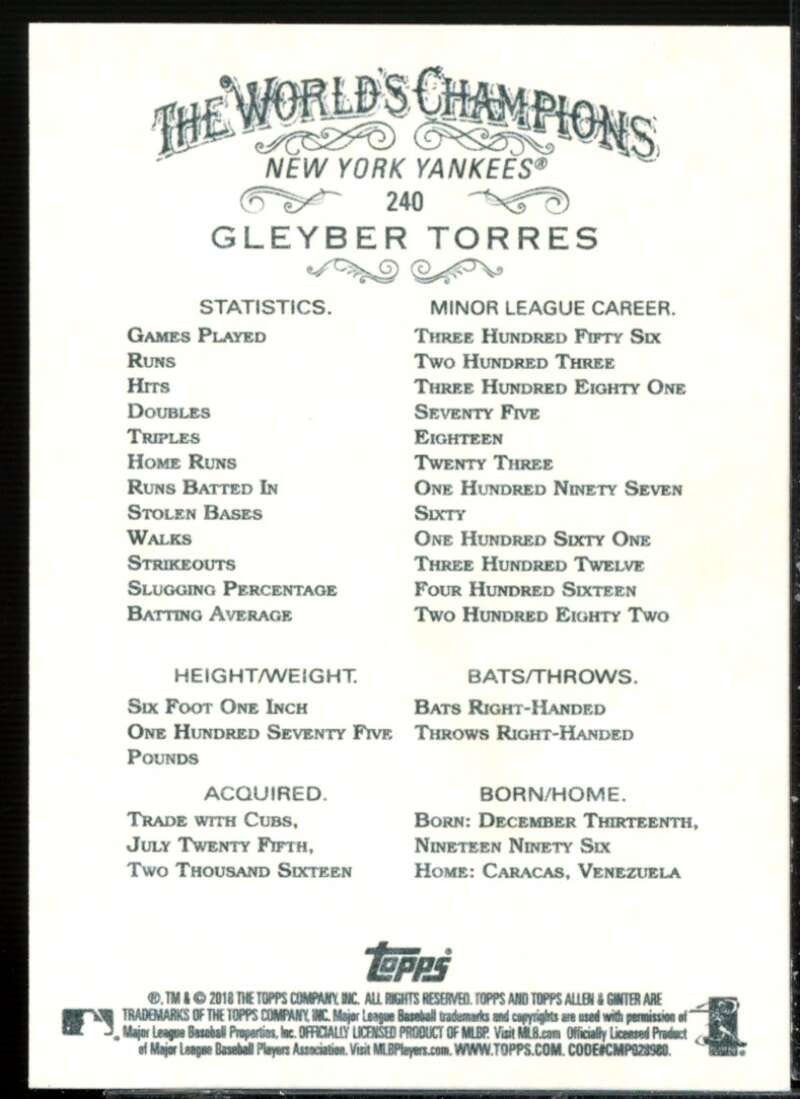 THE WORLD'S CHAMPIONS
NEW YORK YANKEES®
240
GLEYBER TORRES
STATISTICS. MINOR LEAGUE CAREER.
GAMES PLAYED THREE HUNDRED FIFTY SIX
RUNS TWO HUNDRED THREE
HITS THREE HUNDRED EIGHTY ONE
DOUBLES SEVENTY FIVE
TRIPLES EIGHTEEN
HOME RUNS TWENTY THREE
RUNS BATTED IN ONE HUNDRED NINETY SEVEN
STOLEN BASES SIXTY
WALKS ONE HUNDRED SIXTY ONE
STRIKEOUTS THREE HUNDRED TWELVE
SLUGGING PERCENTAGE FOUR HUNDRED SIXTEEN
BATTING AVERAGE TWO HUNDRED EIGHTY TWO
HEIGHT/WEIGHT.
SIX FOOT ONE INCH
ONE HUNDRED SEVENTY FIVE
POUNDS
BATS/THROWS.
BATS RIGHT-HANDED
THROWS RIGHT-HANDED
ACQUIRED.
TRADE WITH CUBS,
JULY TWENTY FIFTH,
TWO THOUSAND SIXTEEN
BORN/HOME.
BORN: DECEMBER THIRTEENTH,
NINETEEN NINETY SIX
HOME: CARACAS, VENEZUELA
topps
®, TM & © 2018 THE TOPPS COMPANY, INC. ALL RIGHTS RESERVED. TOPPS AND TOPPS ALLEN & GINTER ARE
TRADEMARKS OF THE TOPPS COMPANY, INC. Major League Baseball trademarks and copyrights are used with permission of
Major League Baseball Properties, Inc. OFFICIALLY LICENSED PRODUCT OF MLBP. Visit MLB.com Officially Licensed Product
of Major League Baseball Players Association. Visit MLBPlayers.com. WWW.TOPPS.COM. CODE#CMP028980.